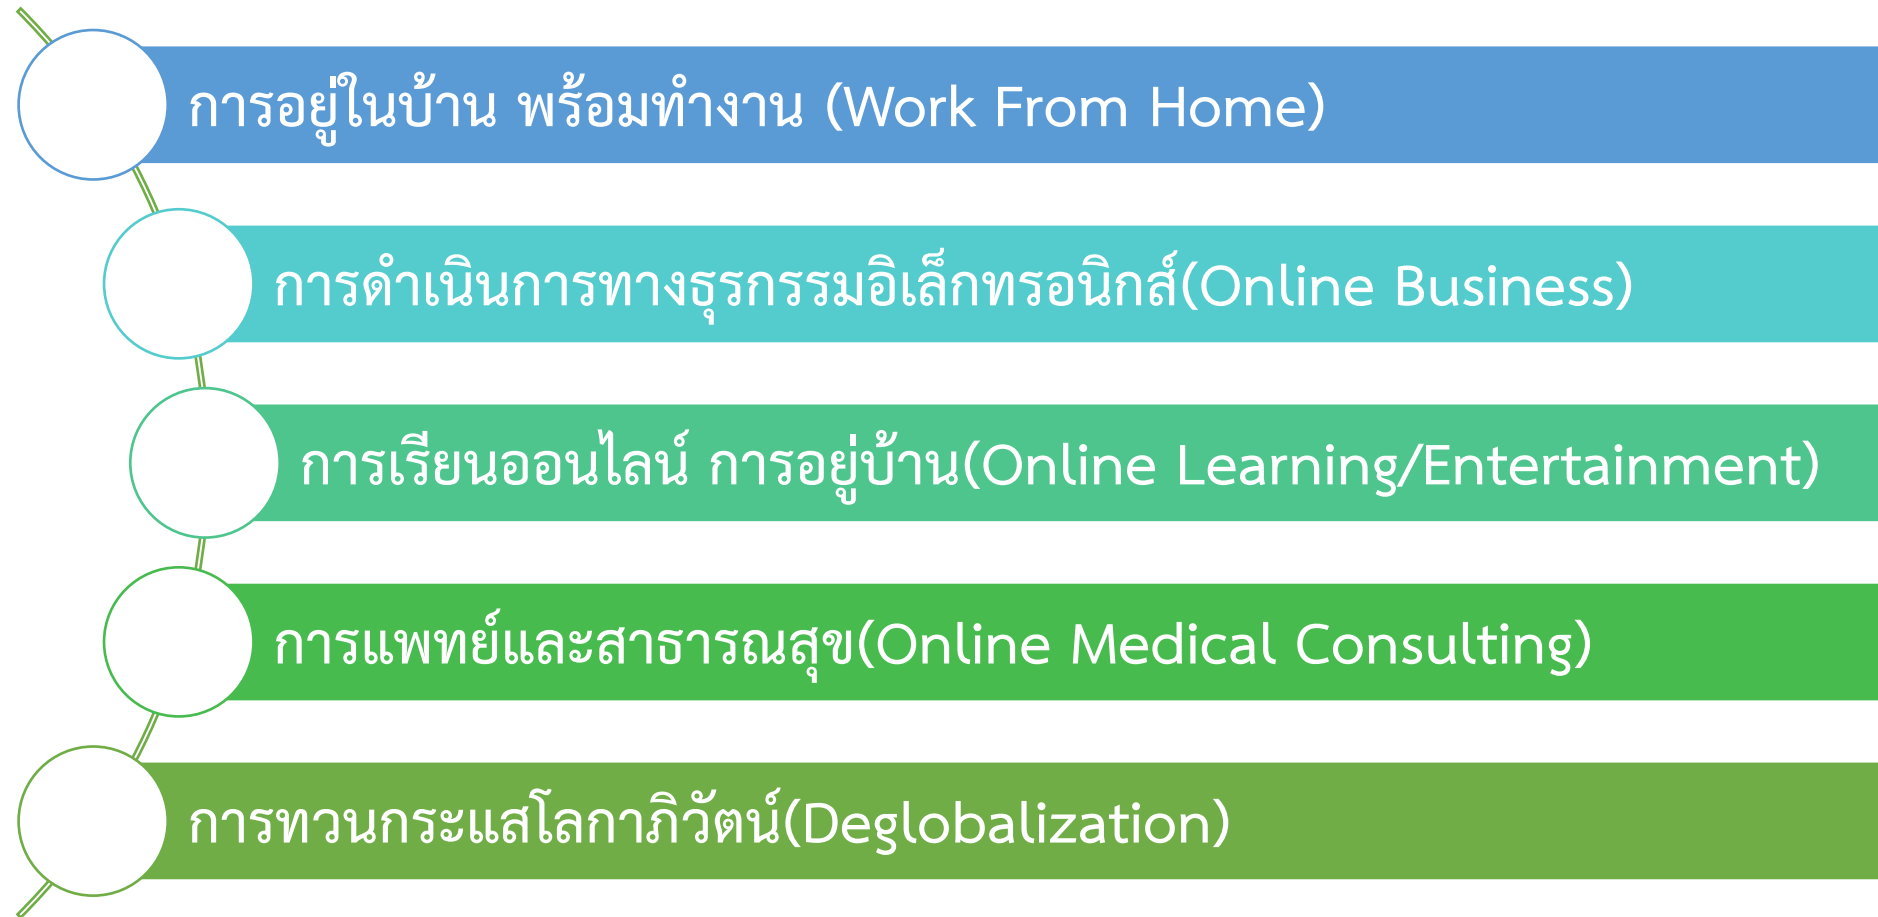 การอยู่ในบ้าน พร้อมทำงาน (Work From Home)
การดำเนินการทางธุรกรรมอิเล็กทรอนิกส์(Online Business)
การเรียนออนไลน์ การอยู่บ้าน(Online Learning/Entertainment)
การแพทย์และสาธารณสุข(Online Medical Consulting)
การทวนกระแสโลกาภิวัตน์(Deglobalization)